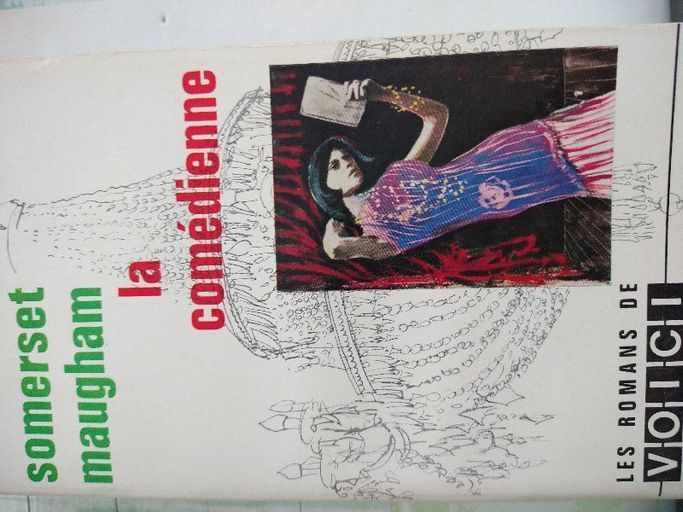 somerset
maugham
la
comédienne
LES ROMANS DE
VOICI